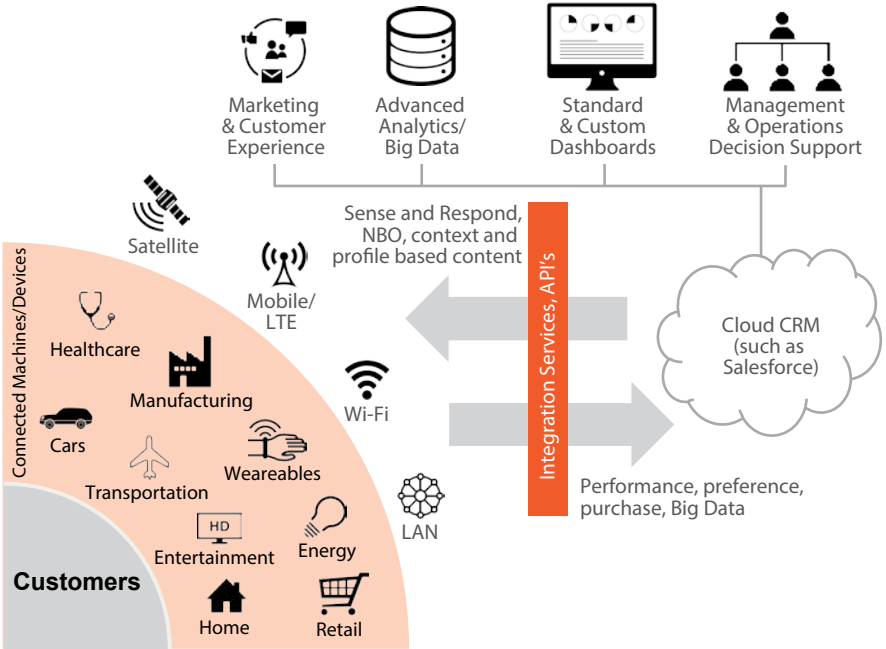 Marketing
& Customer
Experience
Advanced
Analytics/
Big Data
Standard
& Custom
Dashboards
Management
& Operations
Decision Support
Satellite
Sense and Respond,
NBO, context and
profile based content
Mobile/
LTE
Integration Services, API's
Cloud CRM
(such as
Salesforce)
Connected Machines/Devices
Healthcare
Manufacturing
Wi-Fi
Cars
Weareables
Transportation
Performance, preference,
purchase, Big Data
LAN
HD
Entertainment
Energy
Customers
Home
Retail